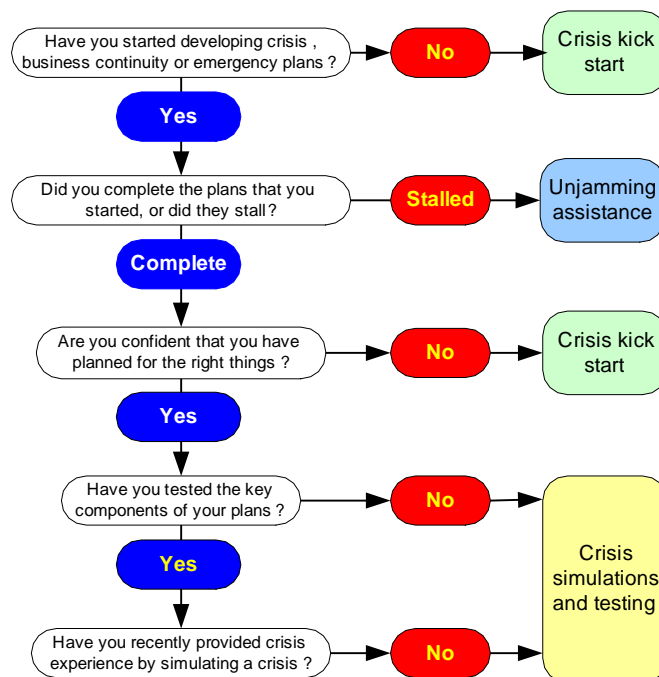 Have you started developing crisis ,
business continuity or emergency plans ?
No
Crisis kick
start
Yes
Did you complete the plans that you
started, or did they stall?
Stalled
Unjamming
assistance
Complete
Are you confident that you have
planned for the right things ?
No
Crisis kick
start
Yes
Have you tested the key
components of your plans ?
No
Crisis
simulations
and testing
Yes
Have you recently provided crisis
experience by simulating a crisis ?
No